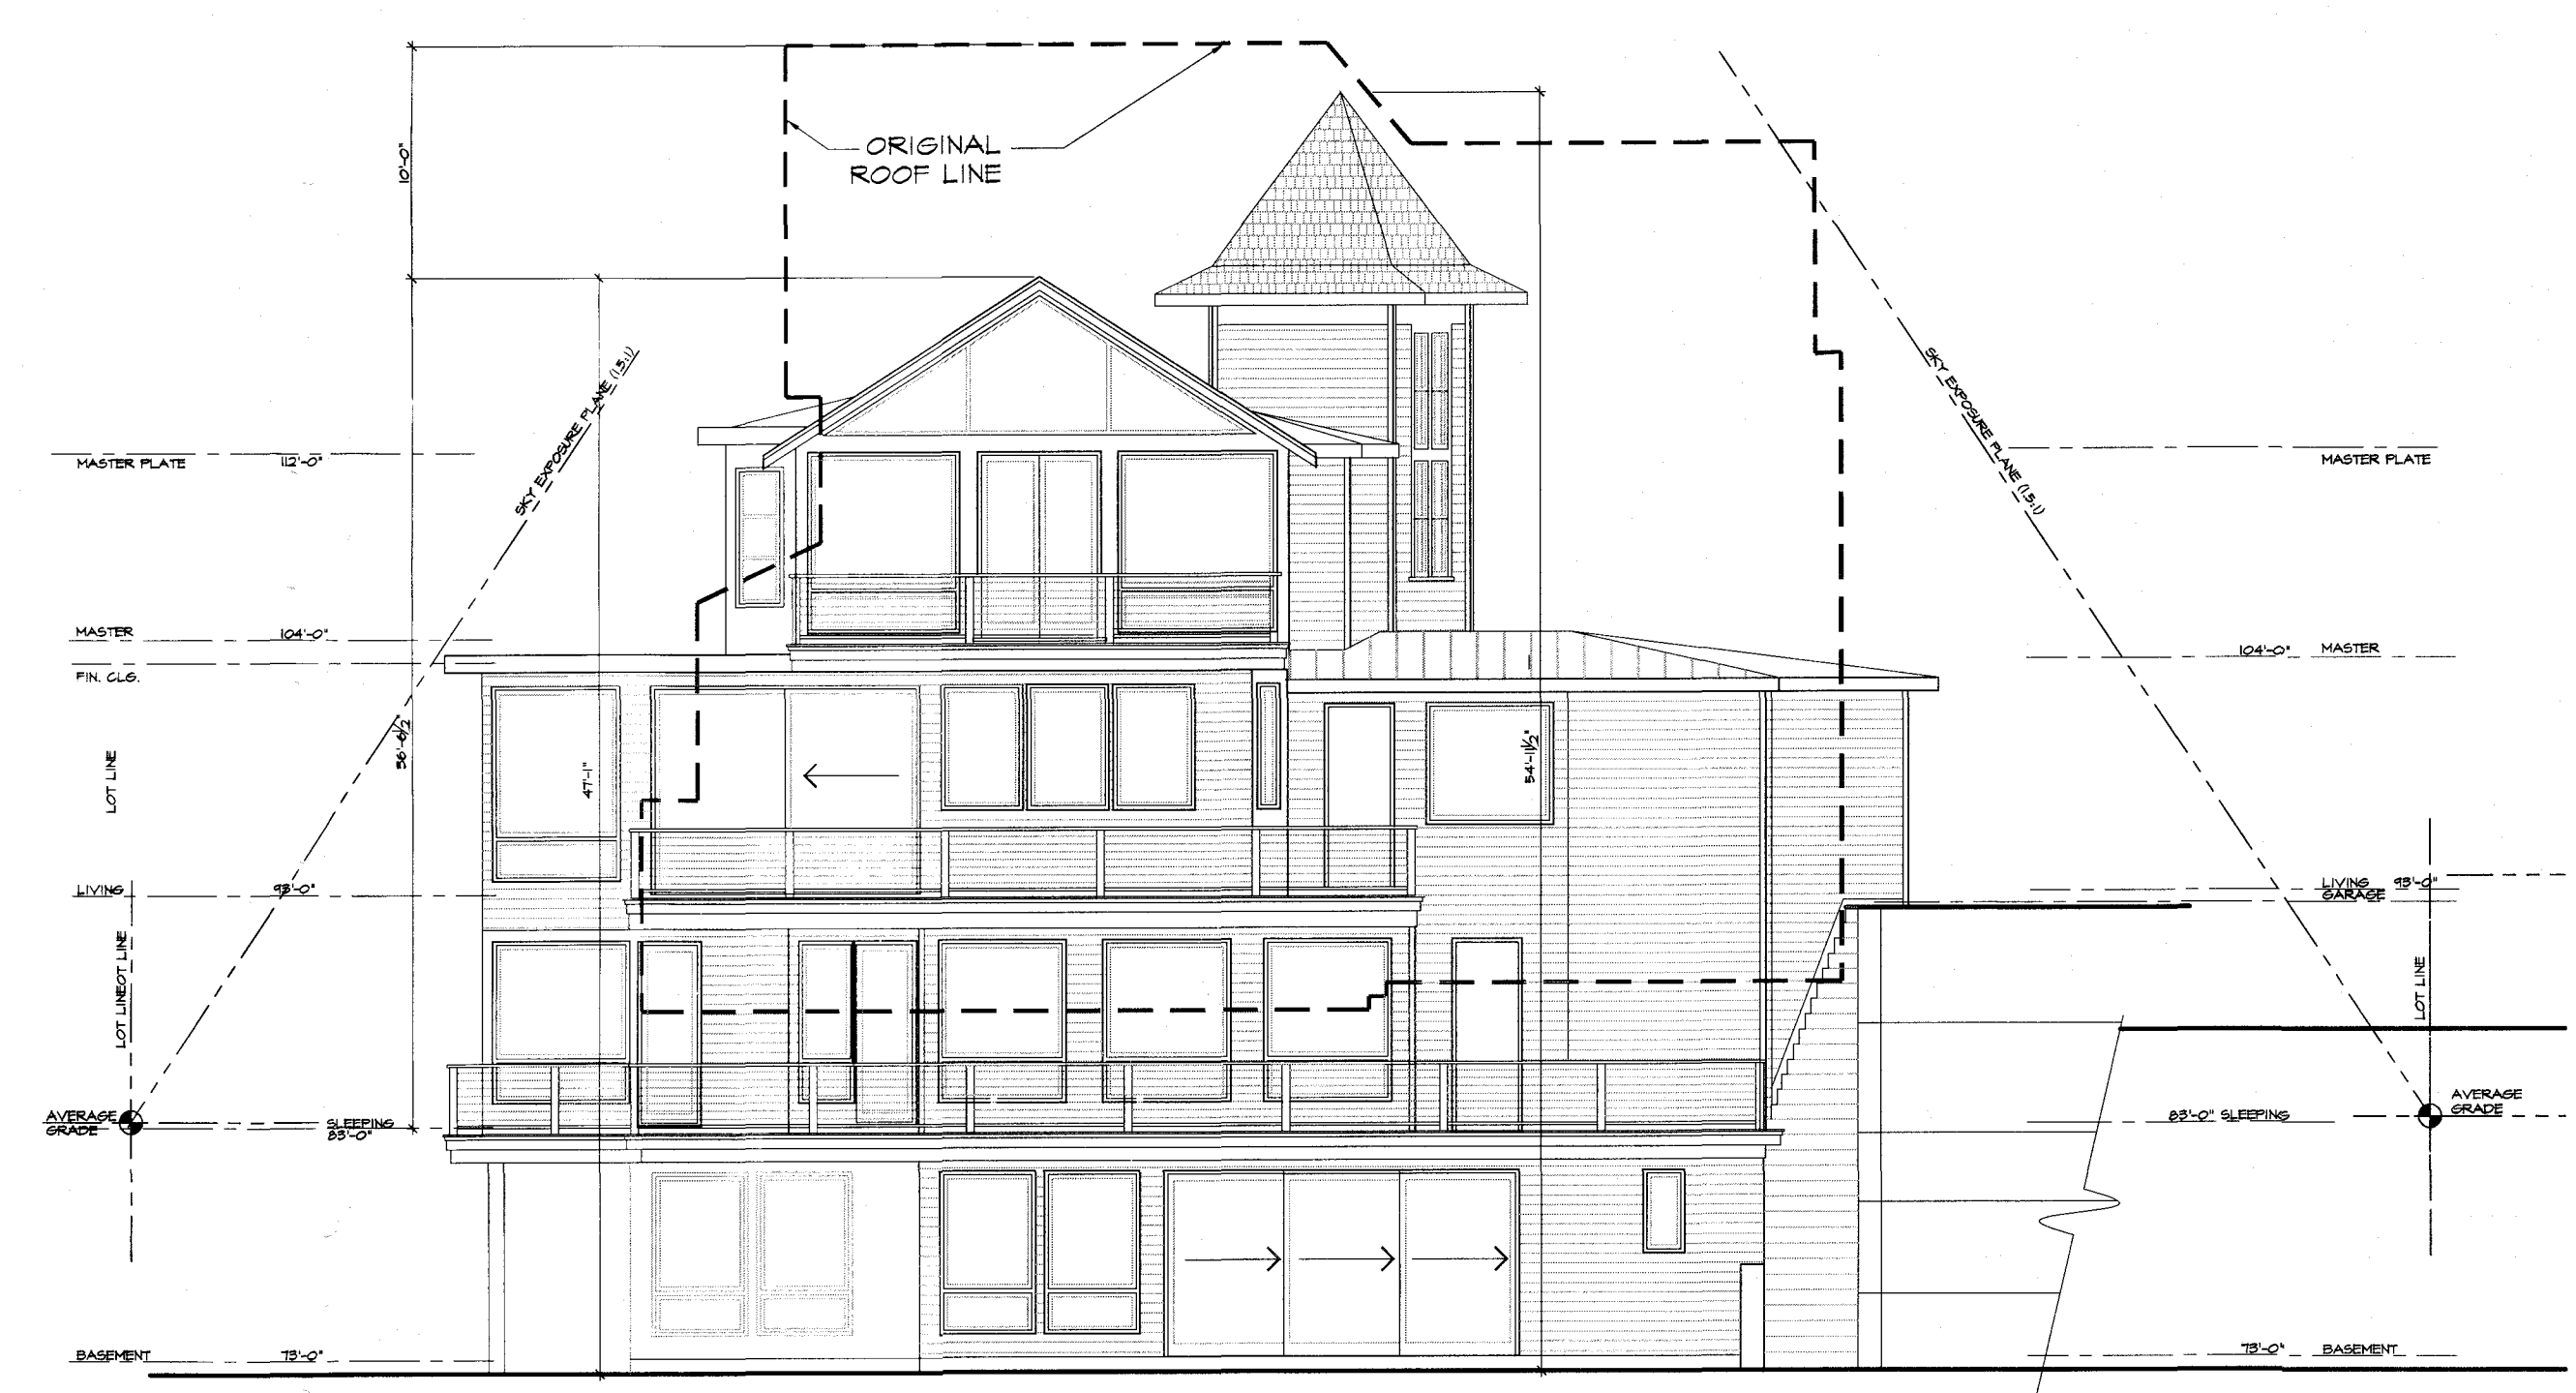 ORIGINAL
ROOF LINE
10'-0"
SKY EXPOSURE PLANE (1.5:1)
SKY EXPOSURE PLANE (1.5:1)
MASTER PLATE 112'-0"
MASTER PLATE
MASTER 104'-0"
104'-0" MASTER
FIN. CLG.
36'-6 1/2"
47'-1"
54'-11 1/2"
LOT LINE
LIVING 93'-0"
LIVING 93'-0"
GARAGE
LOT LINE
LOT LINE
LOT LINE
AVERAGE
GRADE
SLEEPING
83'-0"
83'-0" SLEEPING
AVERAGE
GRADE
BASEMENT 73'-0"
73'-0" BASEMENT